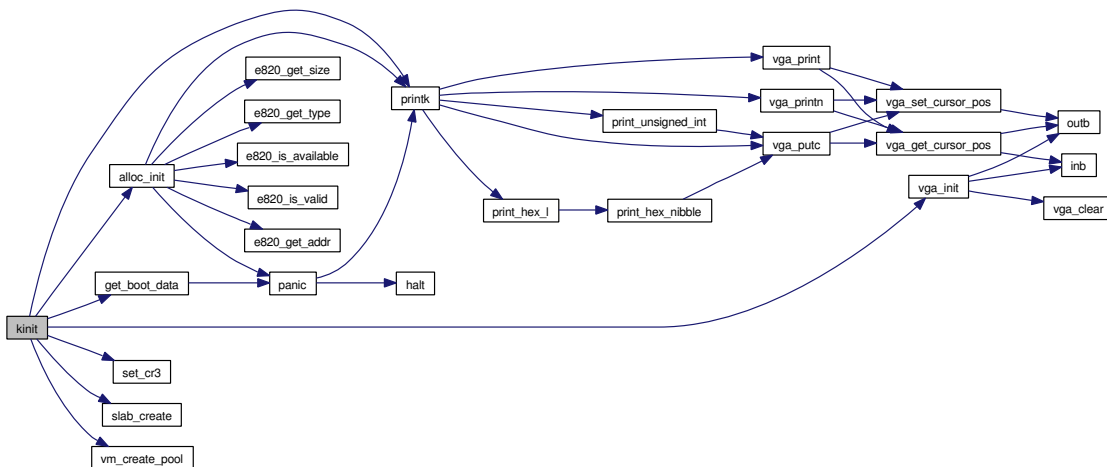 kinit
alloc_init
get_boot_data
set_cr3
slab_create
vm_create_pool
e820_get_size
e820_get_type
e820_is_available
e820_is_valid
e820_get_addr
panic
printk
halt
print_hex_l
print_unsigned_int
print_hex_nibble
vga_print
vga_printn
vga_putc
vga_set_cursor_pos
vga_get_cursor_pos
vga_init
outb
inb
vga_clear